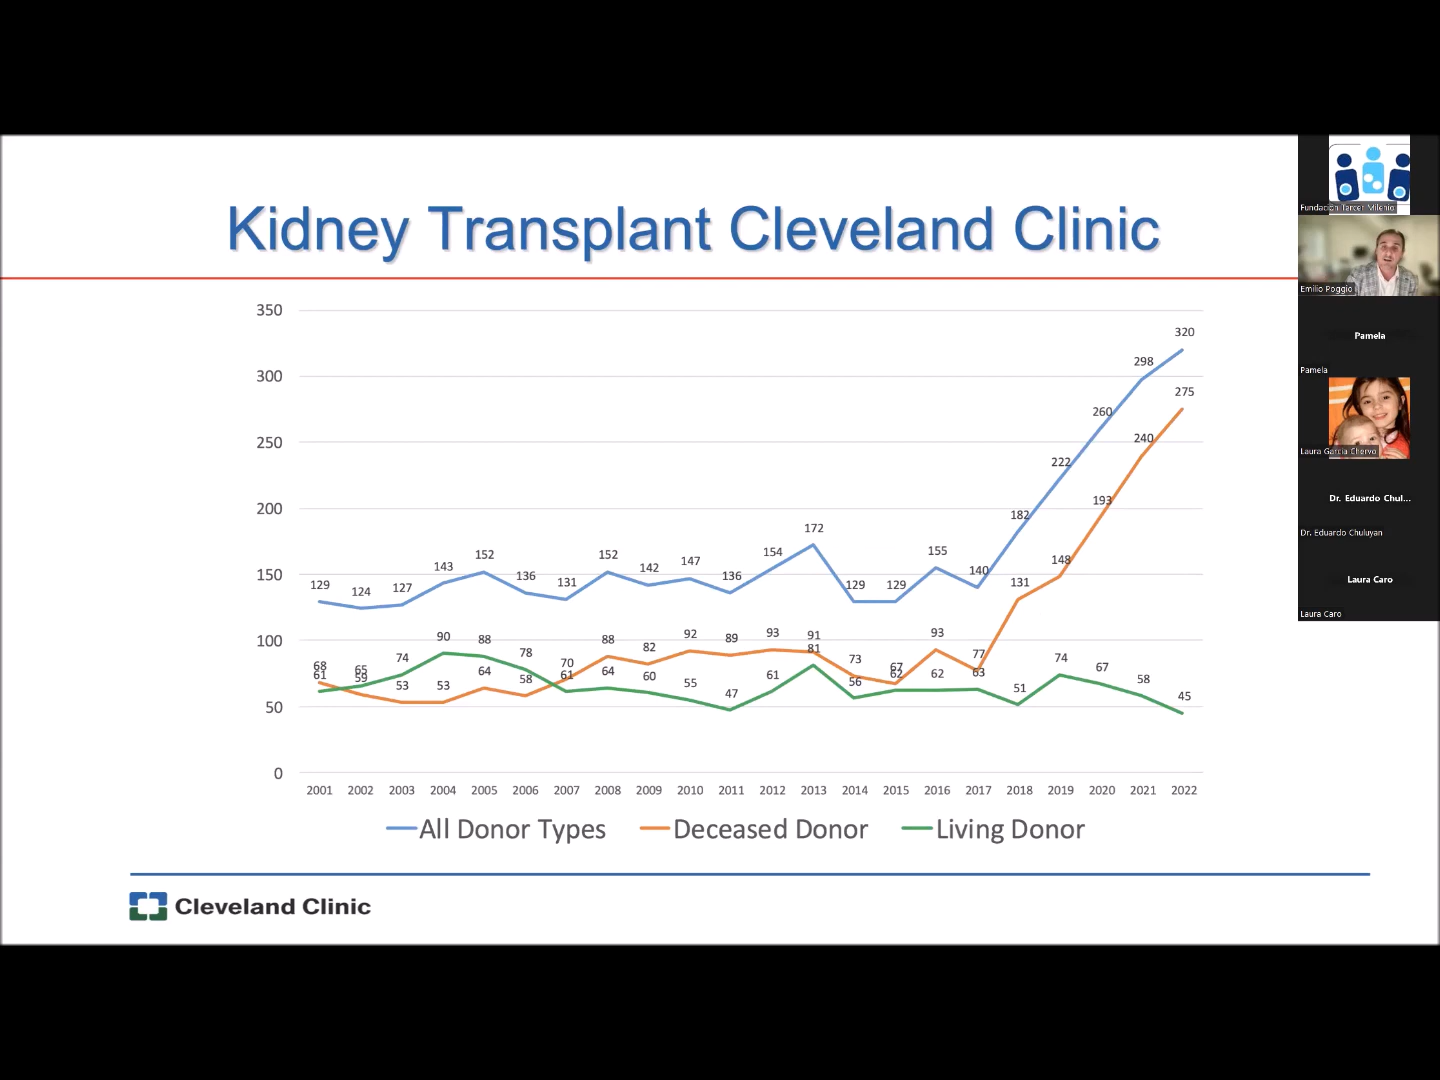 Kidney Transplant Cleveland Clinic
350
300
250
200
150
100
50
0
129 124 127 143 152 136 131 152 142 147 136 154 172 129 129 155 140 182 222 260 298 320
68 59 53 53 64 58 70 88 82 92 89 93 91 73 67 93 77 131 148 193 240 275
61 65 74 90 88 78 61 64 60 55 47 61 81 56 62 62 63 51 74 67 58 45
2001 2002 2003 2004 2005 2006 2007 2008 2009 2010 2011 2012 2013 2014 2015 2016 2017 2018 2019 2020 2021 2022
All Donor Types Deceased Donor Living Donor
Cleveland Clinic
Fundación Tercer Milenio
Emilio Poggio
Pamela
Pamela
Laura Garcia Chervo
Dr. Eduardo Chul...
Dr. Eduardo Chuluyan
Laura Caro
Laura Caro